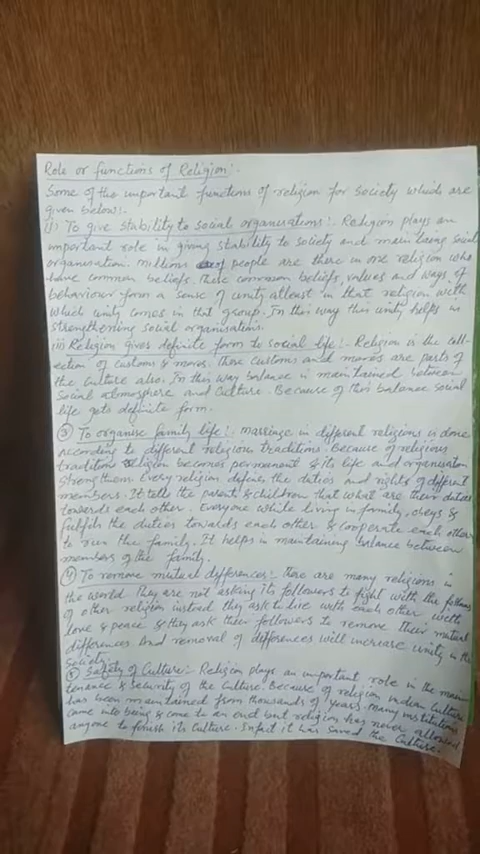 Role or functions of Religion:-
Some of the important functions of religion for society which are
given below:-
(i) To give stability to social organisations:- Religion plays an
important role in giving stability to society and maintaing social
organisation. Millions of people are there in one religion who
have common beliefs. These common beliefs, values and ways of
behaviour form a sense of unity atleast in that religion with
which unity comes in that group. In this way this unity helps in
strengthening social organisations.
(ii) Religion gives definite form to social life:- Religion is the coll-
ection of customs & mores. These customs and mores are parts of
the culture also. In this way balance is maintained between
social atmosphere and culture. Because of this balance social
life gets definite form.
(3) To organise family life:- Marriage in different religions is done
according to different religious traditions. Because of religious
traditions religion becomes permanent & its life and organisation
strengthens. Every religion defines the duties and rights of different
members. It tells the parent & children that what are their duties
towards each other. Everyone while living in family, obeys &
fulfils the duties towards each other & cooperate each other
to run the family. It helps in maintaining balance between
members of the family.
(4) To remove mutual differences:- There are many religions in
the world. They are not asking its followers to fight with the
of other religion instead they ask to live with each other with
love & peace & they ask their followers to remove their mutual
differences. And removal of differences will increase unity in the
society.
(5) Safety of Culture:- Religion plays an important role in the main-
tenance & security of the culture. Because of religion Indian culture
has been maintained from thousands of years. Many institutions
come into being & come to an end but religion has never allowed
anyone to finish its culture. Infact it has saved the culture.